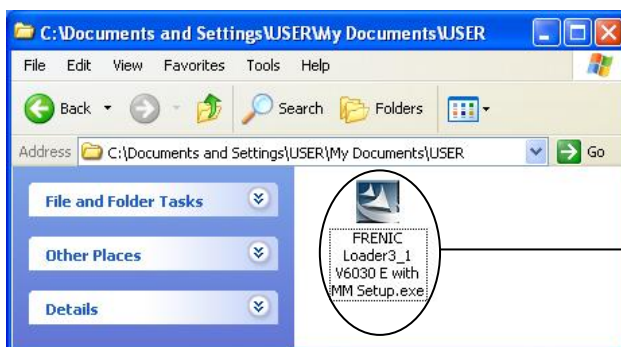 C:\Documents and Settings\USER\My Documents\USER
File Edit View Favorites Tools Help
Back Search Folders
Address C:\Documents and Settings\USER\My Documents\USER Go
File and Folder Tasks
Other Places
Details
FRENIC
Loader3_1
V6030 E with
MM Setup.exe